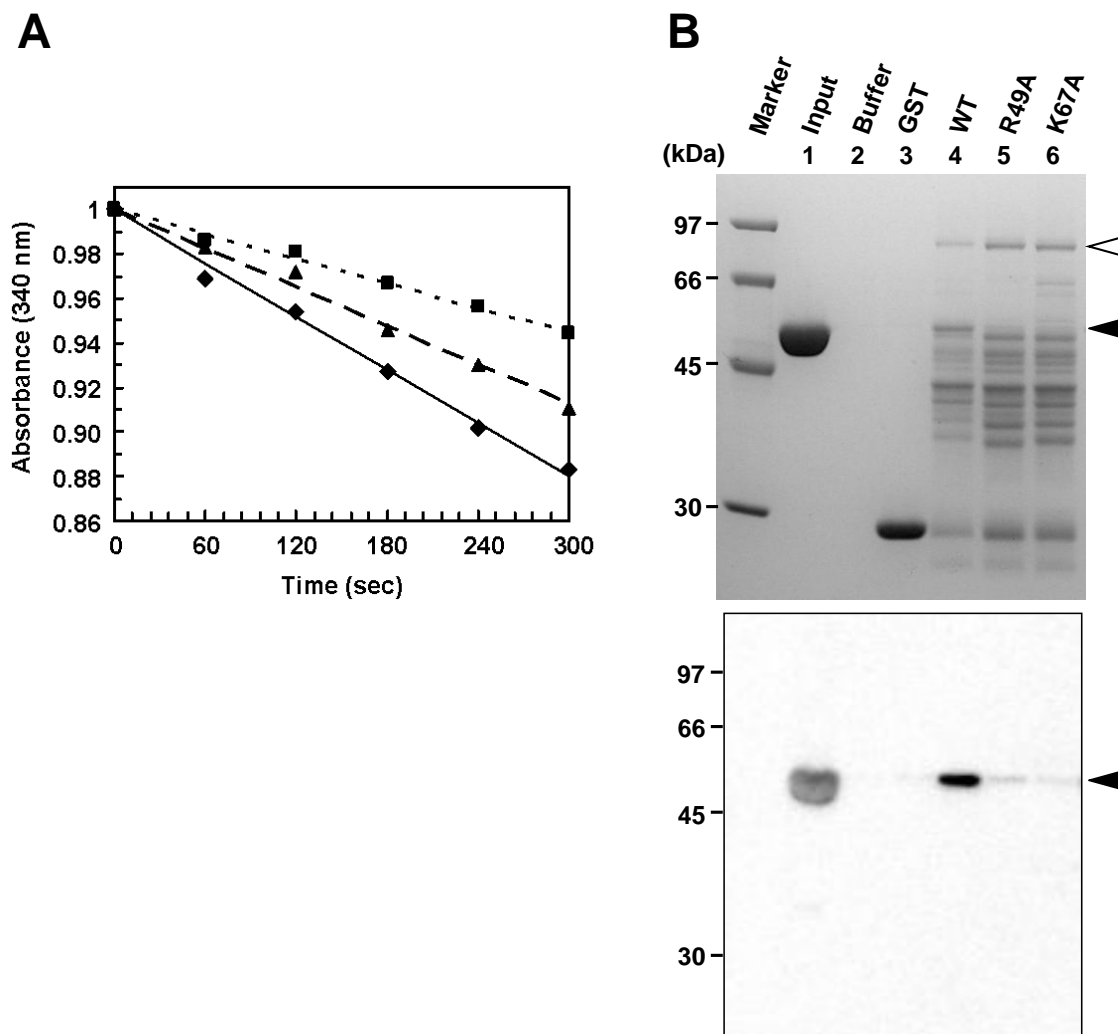 A
B
Marker
Input
Buffer
GST
WT
R49A
K67A
(kDa) 1 2 3 4 5 6
97
66
45
30
97
66
45
30
Absorbance (340 nm)
1
0.98
0.96
0.94
0.92
0.90
0.88
0.86
0 60 120 180 240 300
Time (sec)